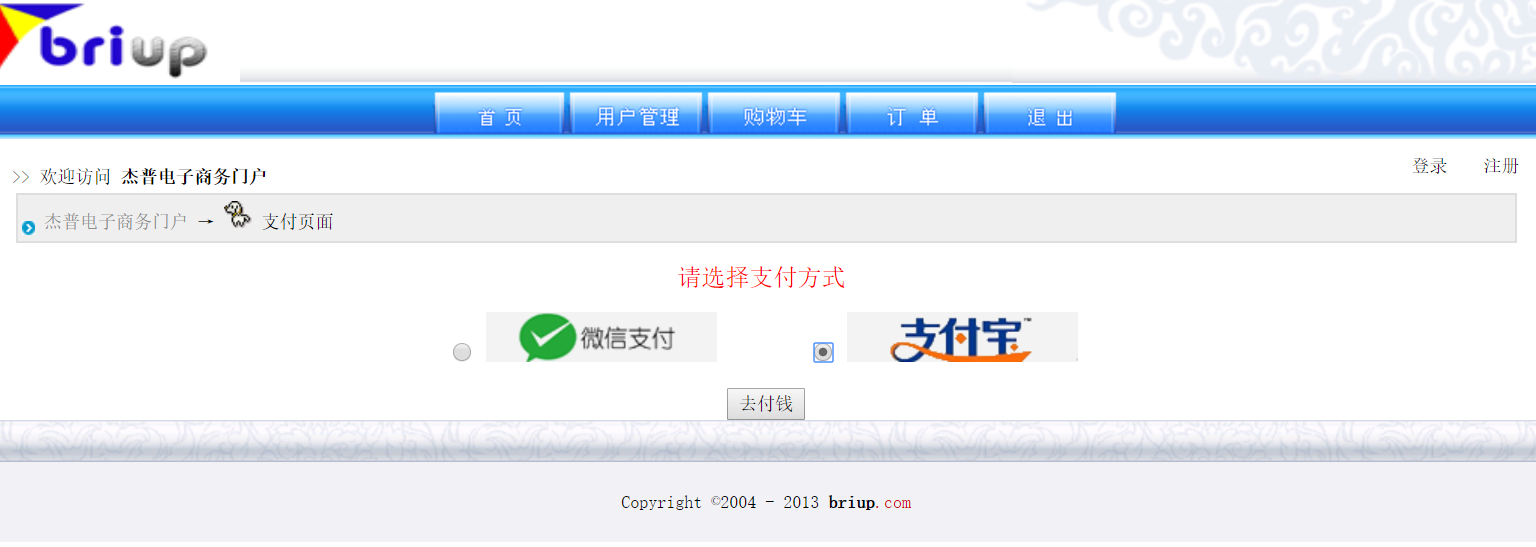 briup
首 页 用户管理 购物车 订 单 退 出
登录 注册
>> 欢迎访问 杰普电子商务门户
杰普电子商务门户 → 支付页面
请选择支付方式
微信支付 支付宝™
去付钱
Copyright ©2004 - 2013 briup.com